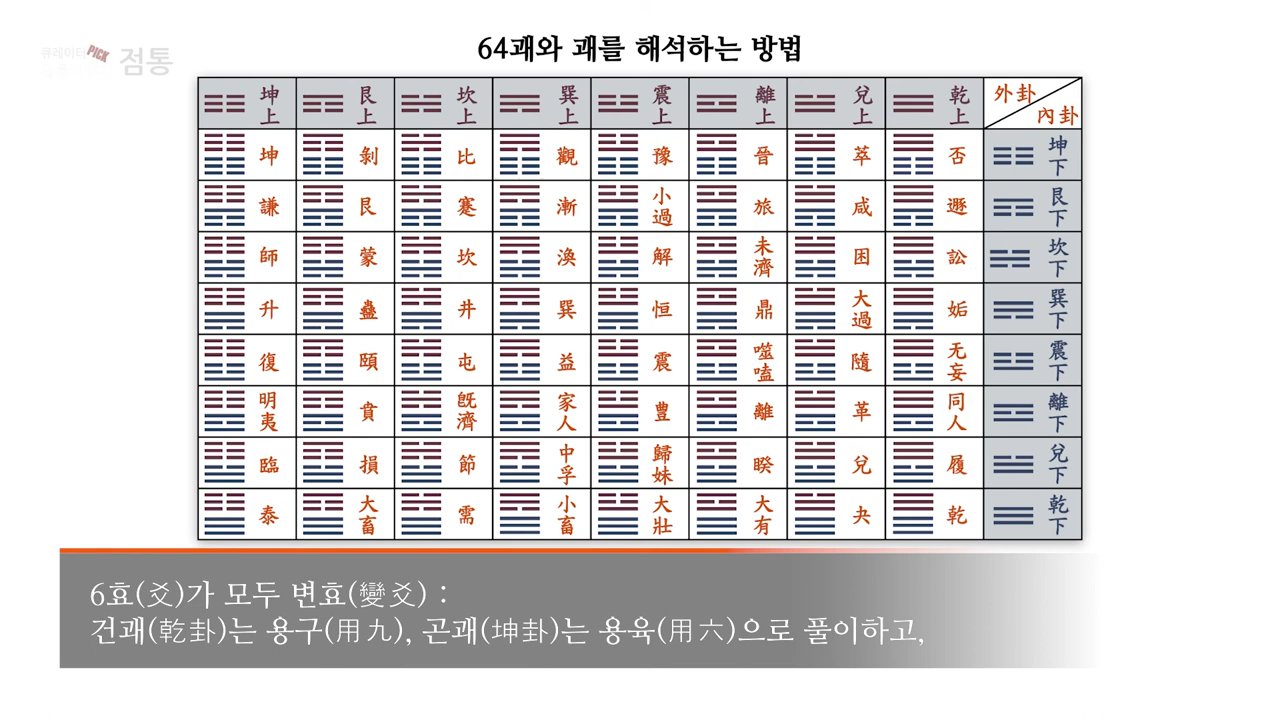 큐레이터 PICK 점통
64괘와 괘를 해석하는 방법
坤上 艮上 坎上 巽上 震上 離上 兌上 乾上 外卦 內卦
坤 剝 比 觀 豫 晉 萃 否 坤下
謙 艮 蹇 漸 小過 旅 咸 遯 艮下
師 蒙 坎 渙 解 未濟 困 訟 坎下
升 蠱 井 巽 恒 鼎 大過 姤 巽下
復 頤 屯 益 震 噬嗑 隨 无妄 震下
明夷 賁 旣濟 家人 豊 離 革 同人 離下
臨 損 節 中孚 歸妹 睽 兌 履 兌下
泰 大畜 需 小畜 大壯 大有 夬 乾 乾下
6효(爻)가 모두 변효(變爻) :
건괘(乾卦)는 용구(用九), 곤괘(坤卦)는 용육(用六)으로 풀이하고,